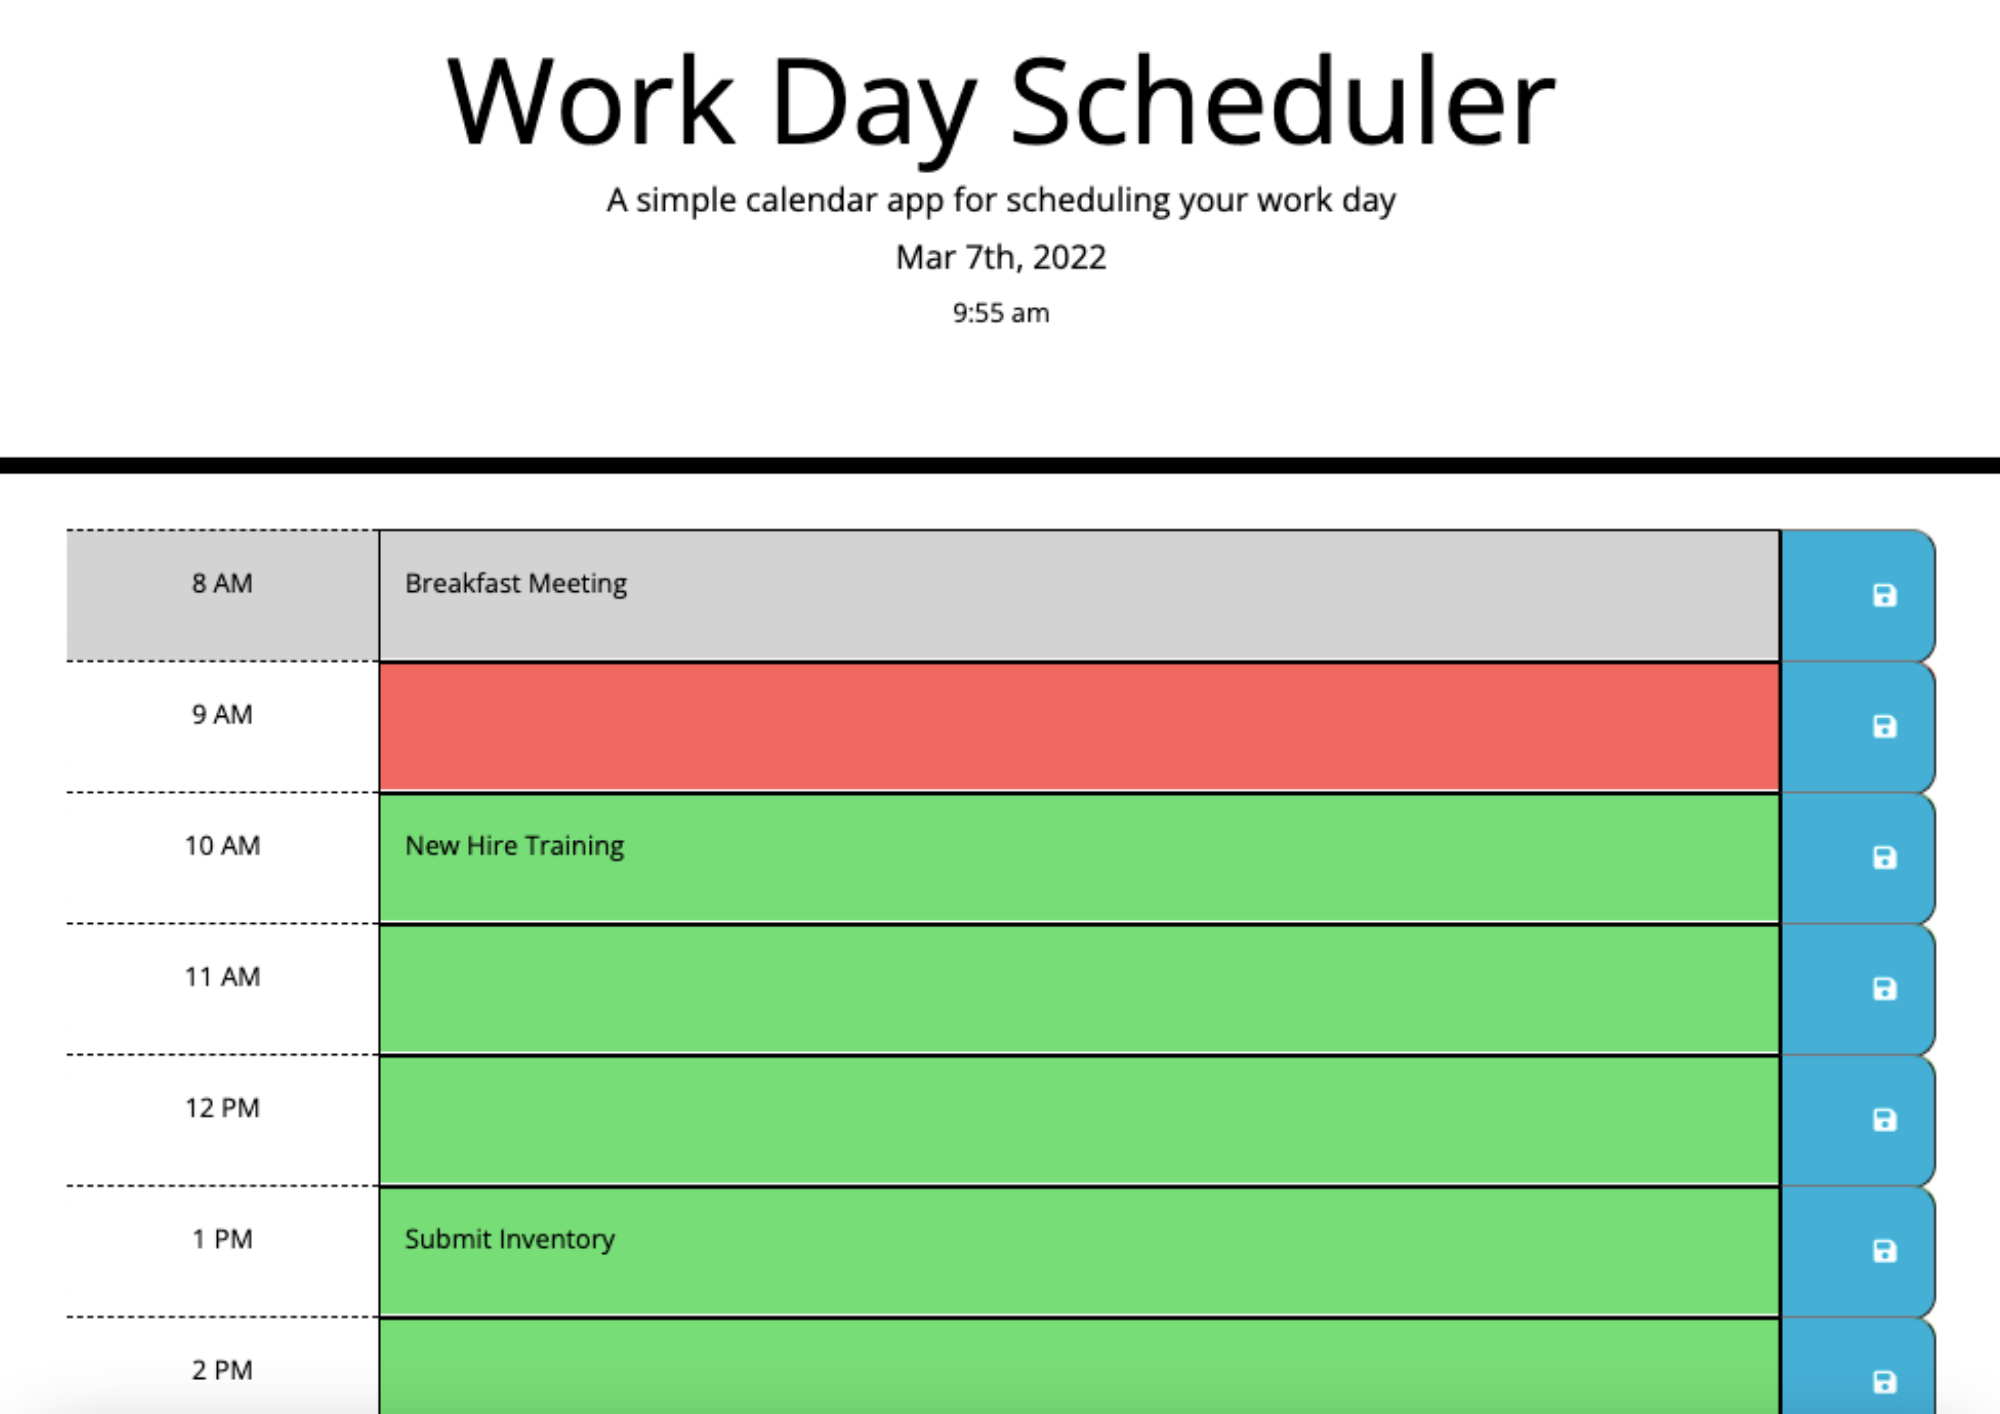 Work Day Scheduler
A simple calendar app for scheduling your work day
Mar 7th, 2022
9:55 am
8 AM Breakfast Meeting
9 AM
10 AM New Hire Training
11 AM
12 PM
1 PM Submit Inventory
2 PM